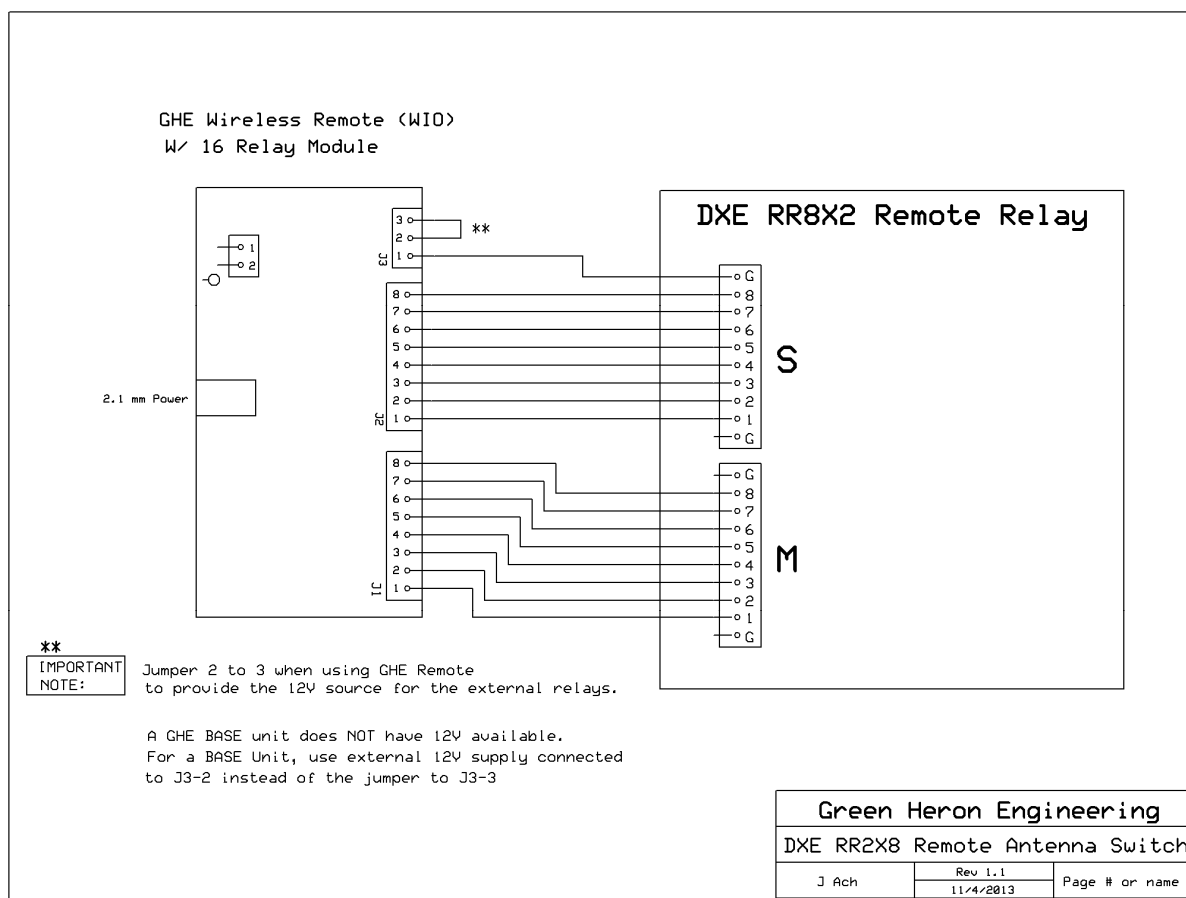 GHE Wireless Remote (WIO)
W/ 16 Relay Module
DXE RR8X2 Remote Relay
1
2
3
2
1
J3
**
8
7
6
5
4
3
2
1
J2
8
7
6
5
4
3
2
1
J1
2.1 mm Power
G
8
7
6
5
4
3
2
1
G
S
G
8
7
6
5
4
3
2
1
G
M
**
IMPORTANT
NOTE:
Jumper 2 to 3 when using GHE Remote
to provide the 12V source for the external relays.
A GHE BASE unit does NOT have 12V available.
For a BASE Unit, use external 12V supply connected
to J3-2 instead of the jumper to J3-3
Green Heron Engineering
DXE RR2X8 Remote Antenna Switch
J Ach
Rev 1.1
11/4/2013
Page # or name